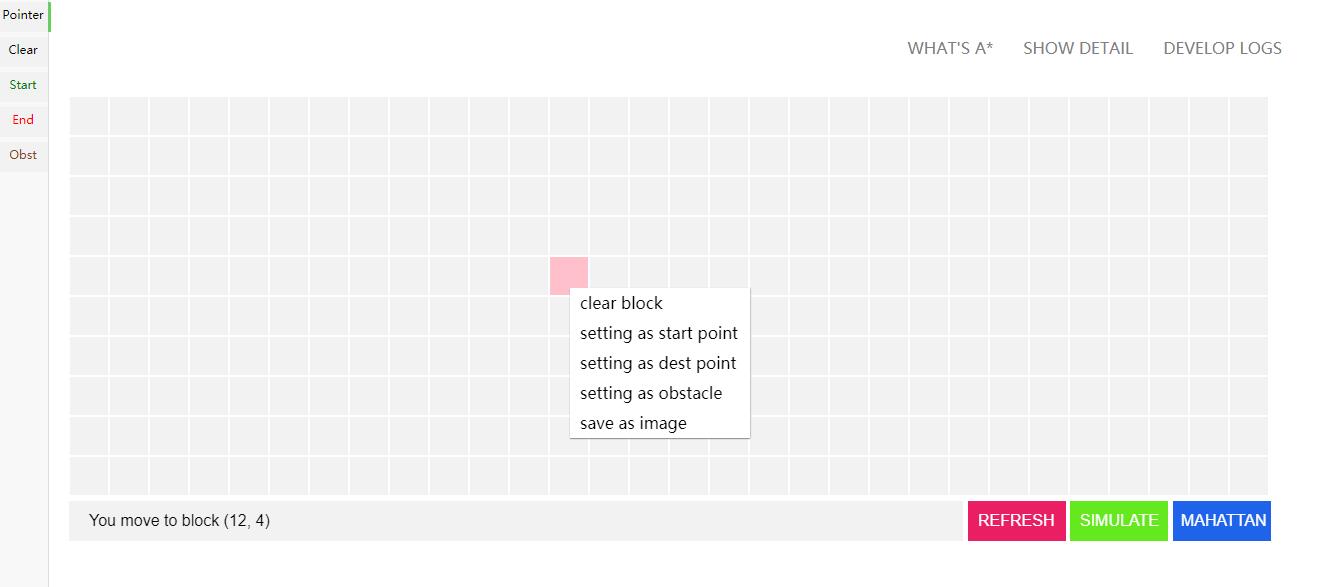 Pointer
Clear
Start
End
Obst
WHAT'S A* SHOW DETAIL DEVELOP LOGS
clear block
setting as start point
setting as dest point
setting as obstacle
save as image
You move to block (12, 4) REFRESH SIMULATE MAHATTAN